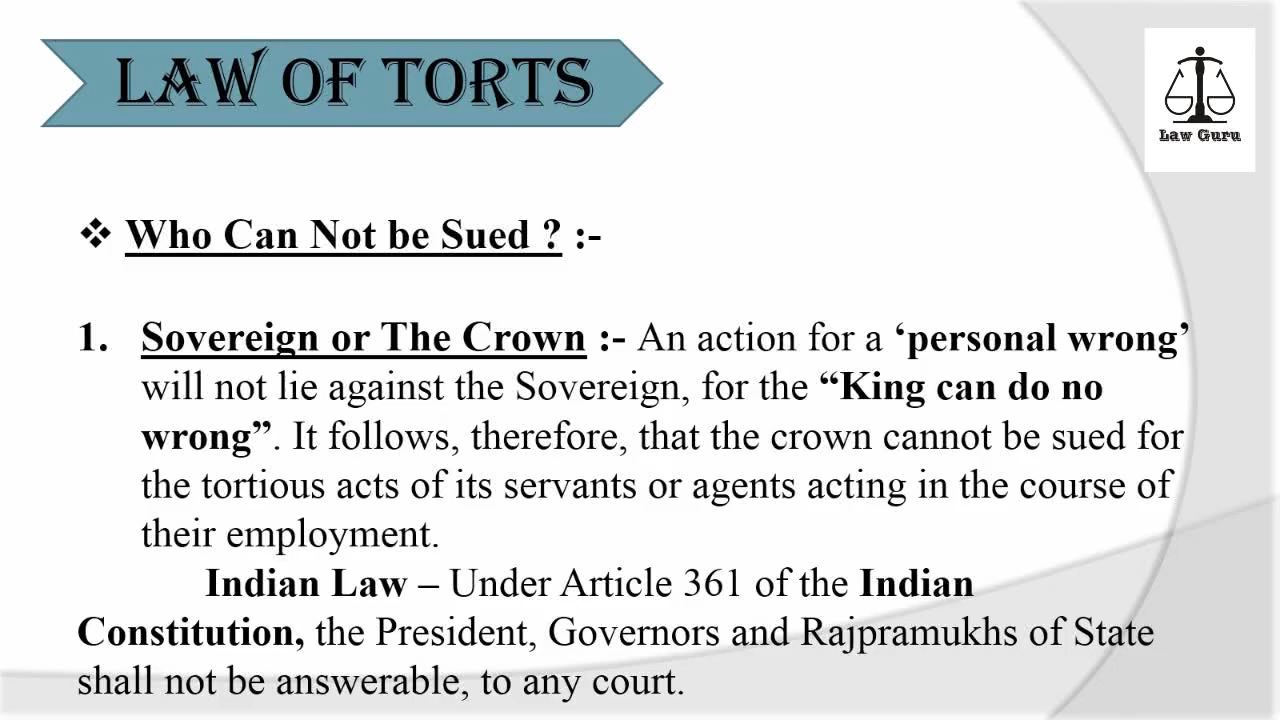 LAW OF TORTS
Law Guru
❖ Who Can Not be Sued ? :-
1. Sovereign or The Crown :- An action for a ‘personal wrong’
will not lie against the Sovereign, for the “King can do no
wrong”. It follows, therefore, that the crown cannot be sued for
the tortious acts of its servants or agents acting in the course of
their employment.
Indian Law – Under Article 361 of the Indian
Constitution, the President, Governors and Rajpramukhs of State
shall not be answerable, to any court.